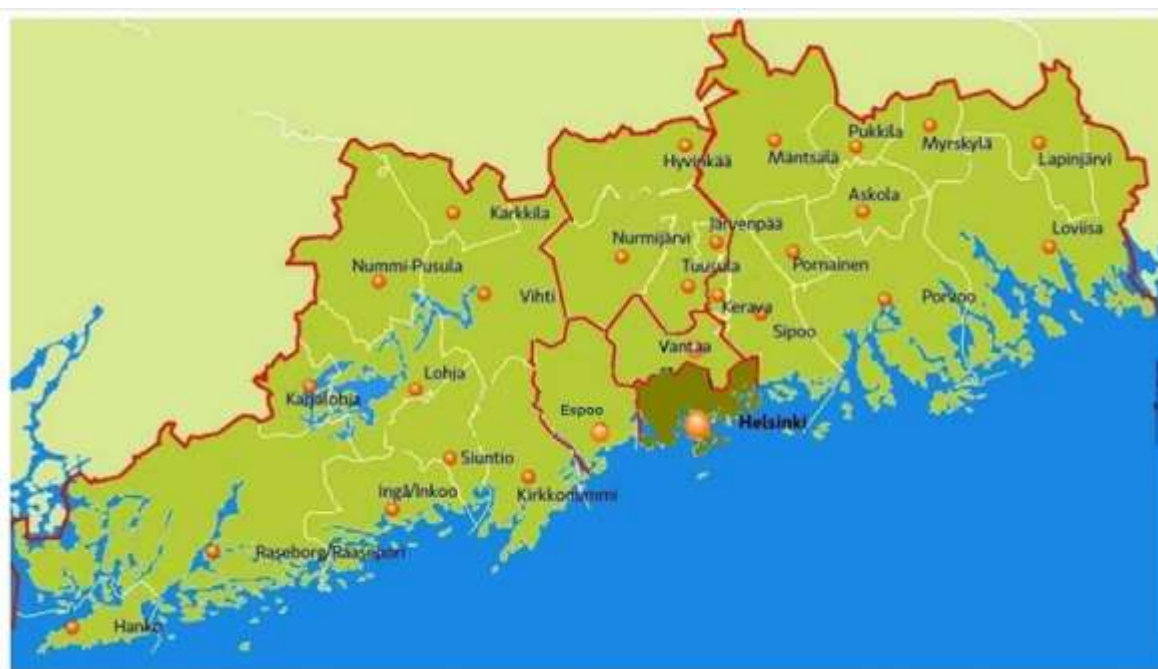 Pukkila
Myrskylä
Hyvinkää
Mäntsälä
Lapinjärvi
Karkkila
Askola
Järvenpää
Nurmijärvi
Loviisa
Nummi-Pusula
Tuusula
Pornainen
Vihti
Kerava
Porvoo
Sipoo
Vantaa
Karjalohja
Lohja
Espoo
Helsinki
Siuntio
Ingå/Inkoo
Kirkkonummi
Raseborg/Raasepori
Hanko